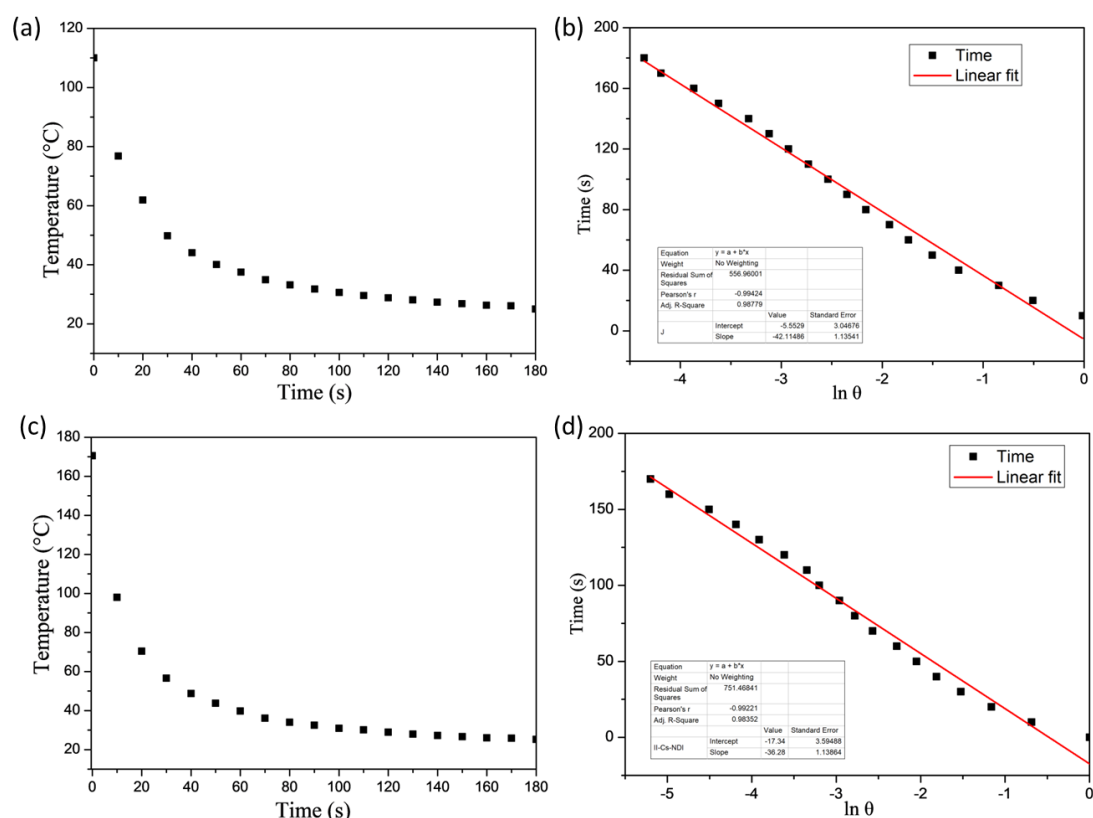 (a)
120
100
80
60
40
20
Temperature (°C)
0 20 40 60 80 100 120 140 160 180
Time (s)
(b)
200
160
120
80
40
0
Time (s)
Time
Linear fit
Equation y = a + b*x
Weight No Weighting
Residual Sum of Squares 556.96001
Pearson's r -0.99424
Adj. R-Square 0.98779
Value Standard Error
J Intercept -5.5529 3.04676
Slope -42.11486 1.13541
-4 -3 -2 -1 0
ln θ
(c)
180
160
140
120
100
80
60
40
20
Temperature (°C)
0 20 40 60 80 100 120 140 160 180
Time (s)
(d)
200
150
100
50
0
Time (s)
Time
Linear fit
Equation y = a + b*x
Weight No Weighting
Residual Sum of Squares 751.46841
Pearson's r -0.99221
Adj. R-Square 0.98352
Value Standard Error
II-Cs-NDI Intercept -17.34 3.59488
Slope -36.28 1.13864
-5 -4 -3 -2 -1 0
ln θ